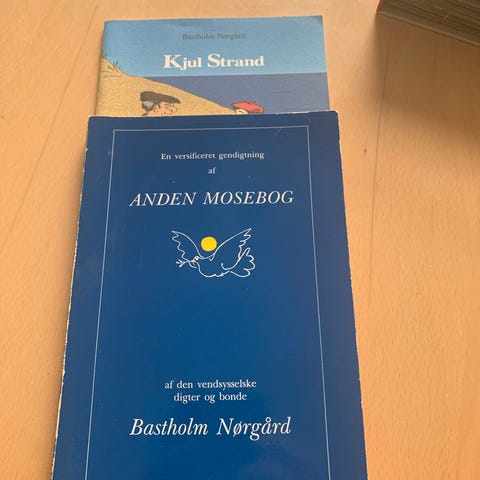 Bastholm Nørgård
Kjul Strand
En versificeret gendigtning
af
ANDEN MOSEBOG
af den vendsysselske
digter og bonde
Bastholm Nørgård